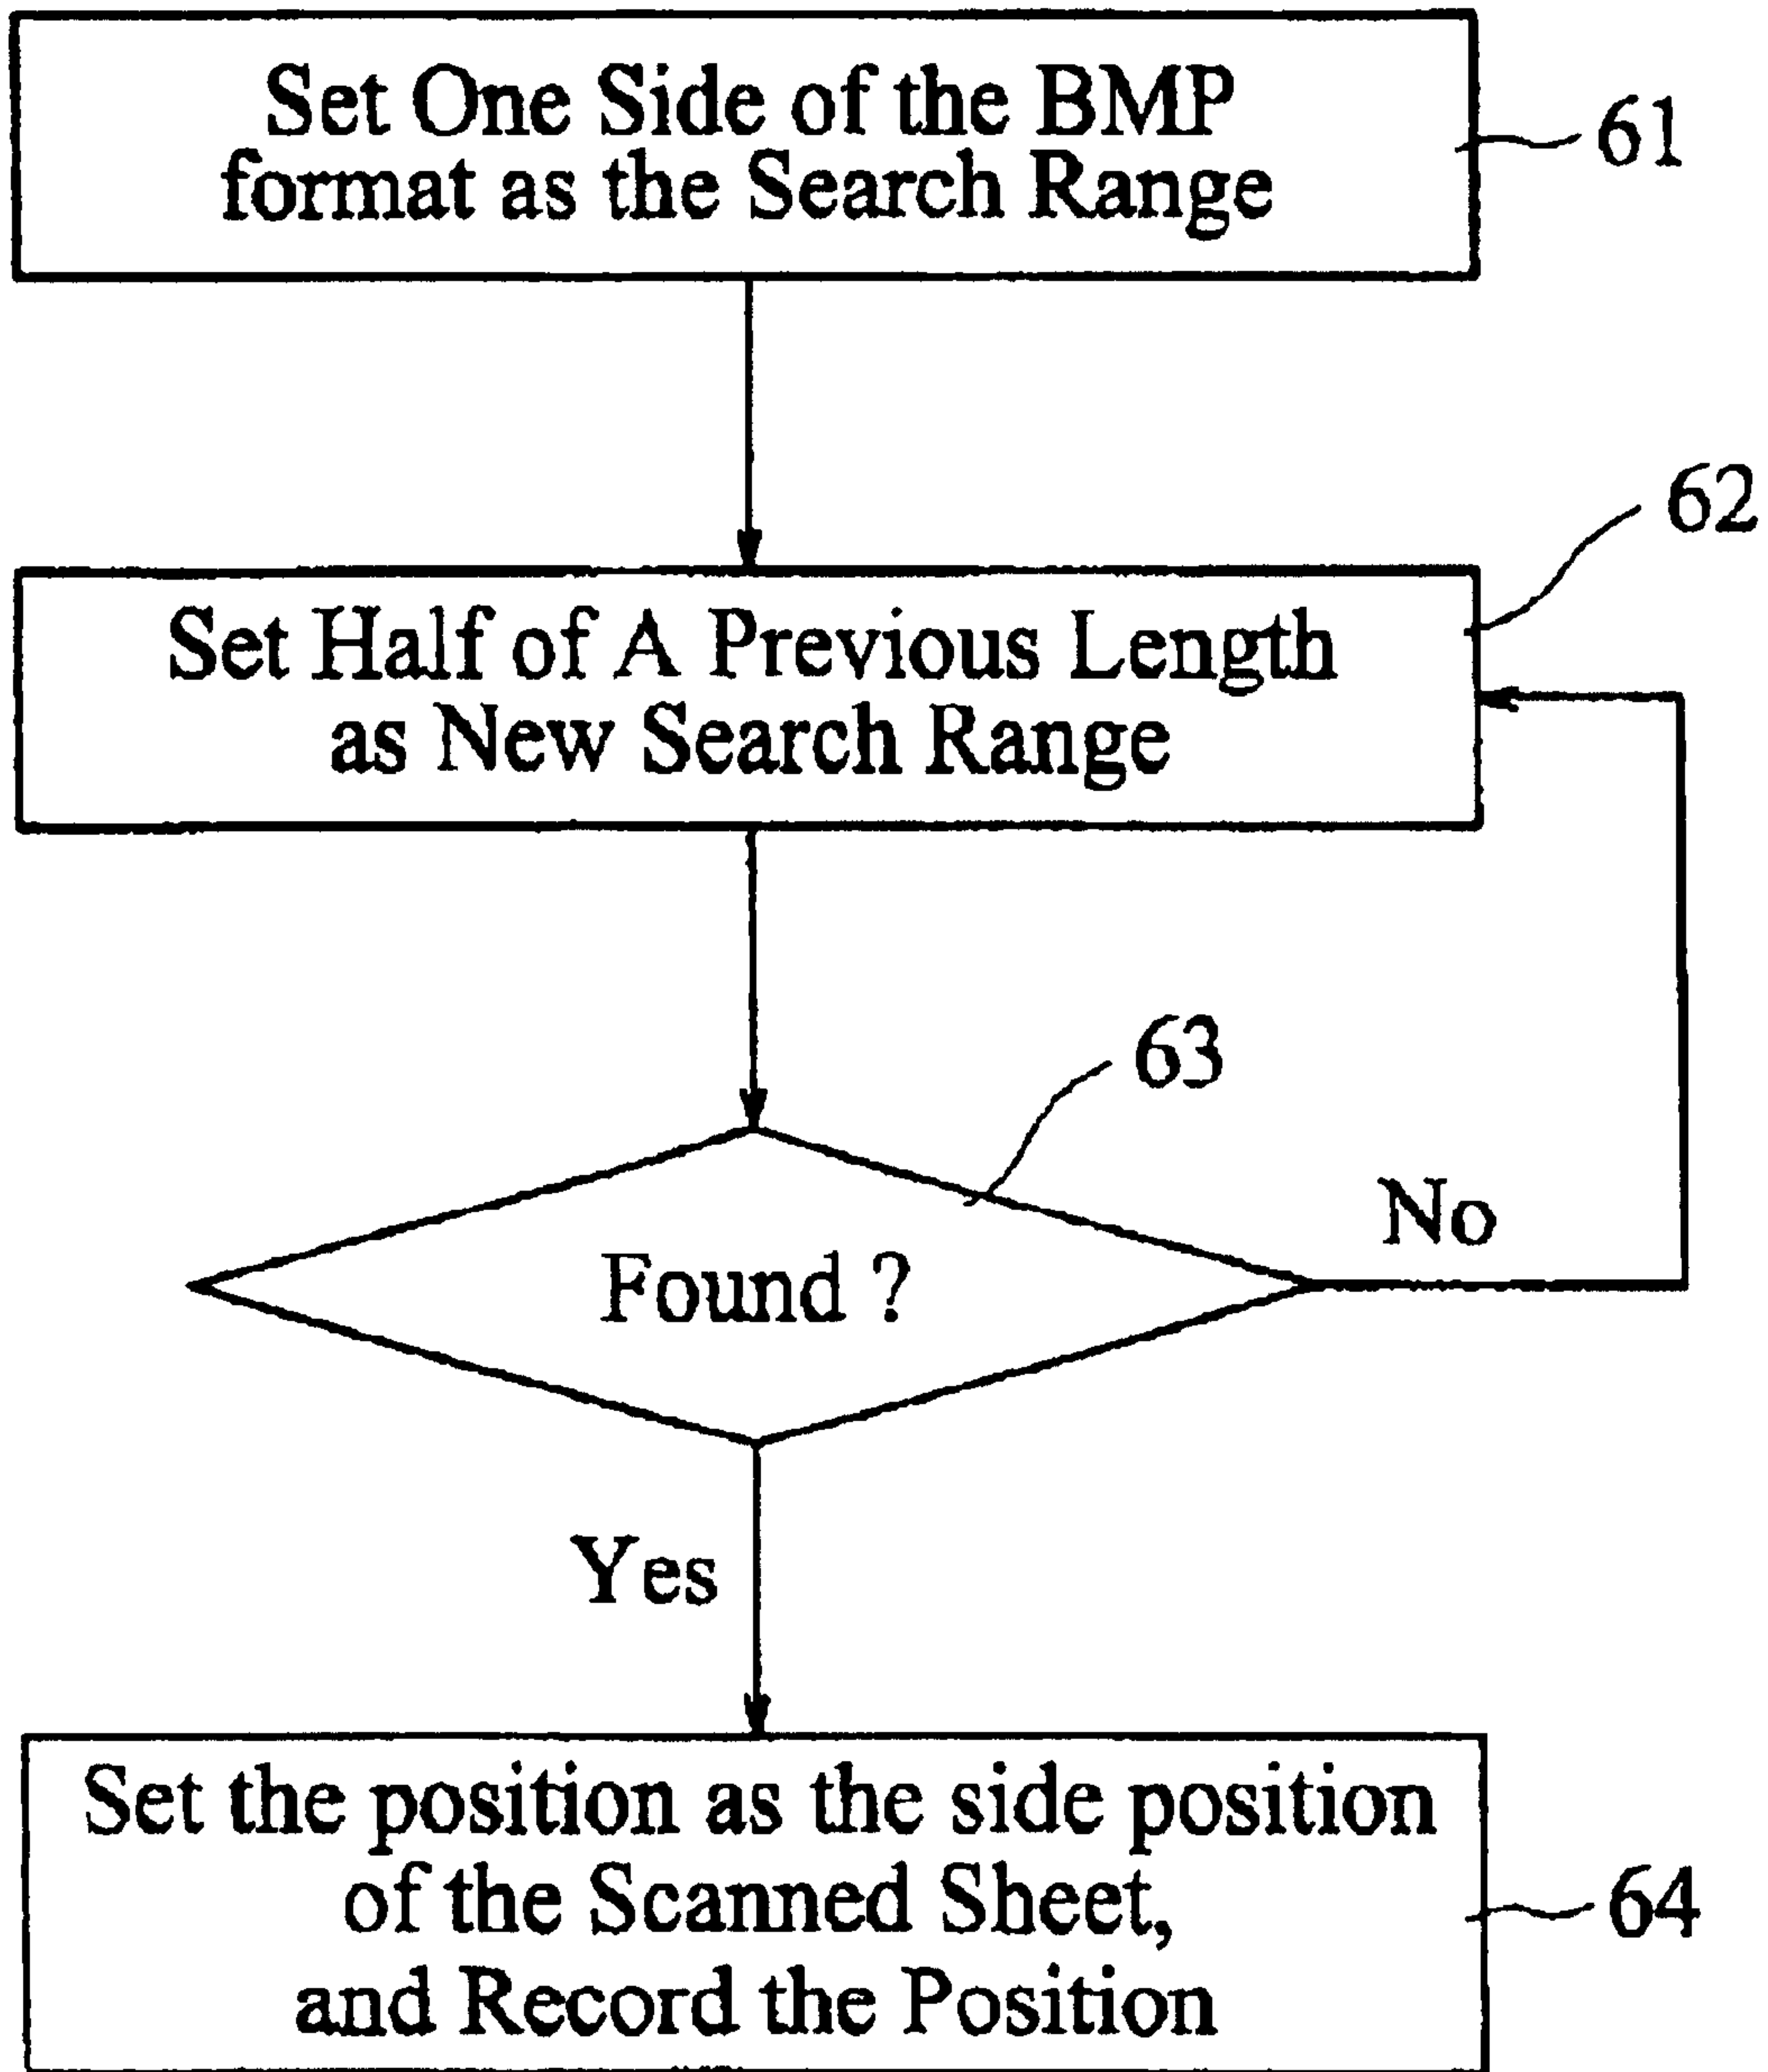 Set One Side of the BMP
format as the Search Range
61
62
Set Half of A Previous Length
as New Search Range
63
No
Found ?
Yes
Set the position as the side position
of the Scanned Sheet,
and Record the Position
64